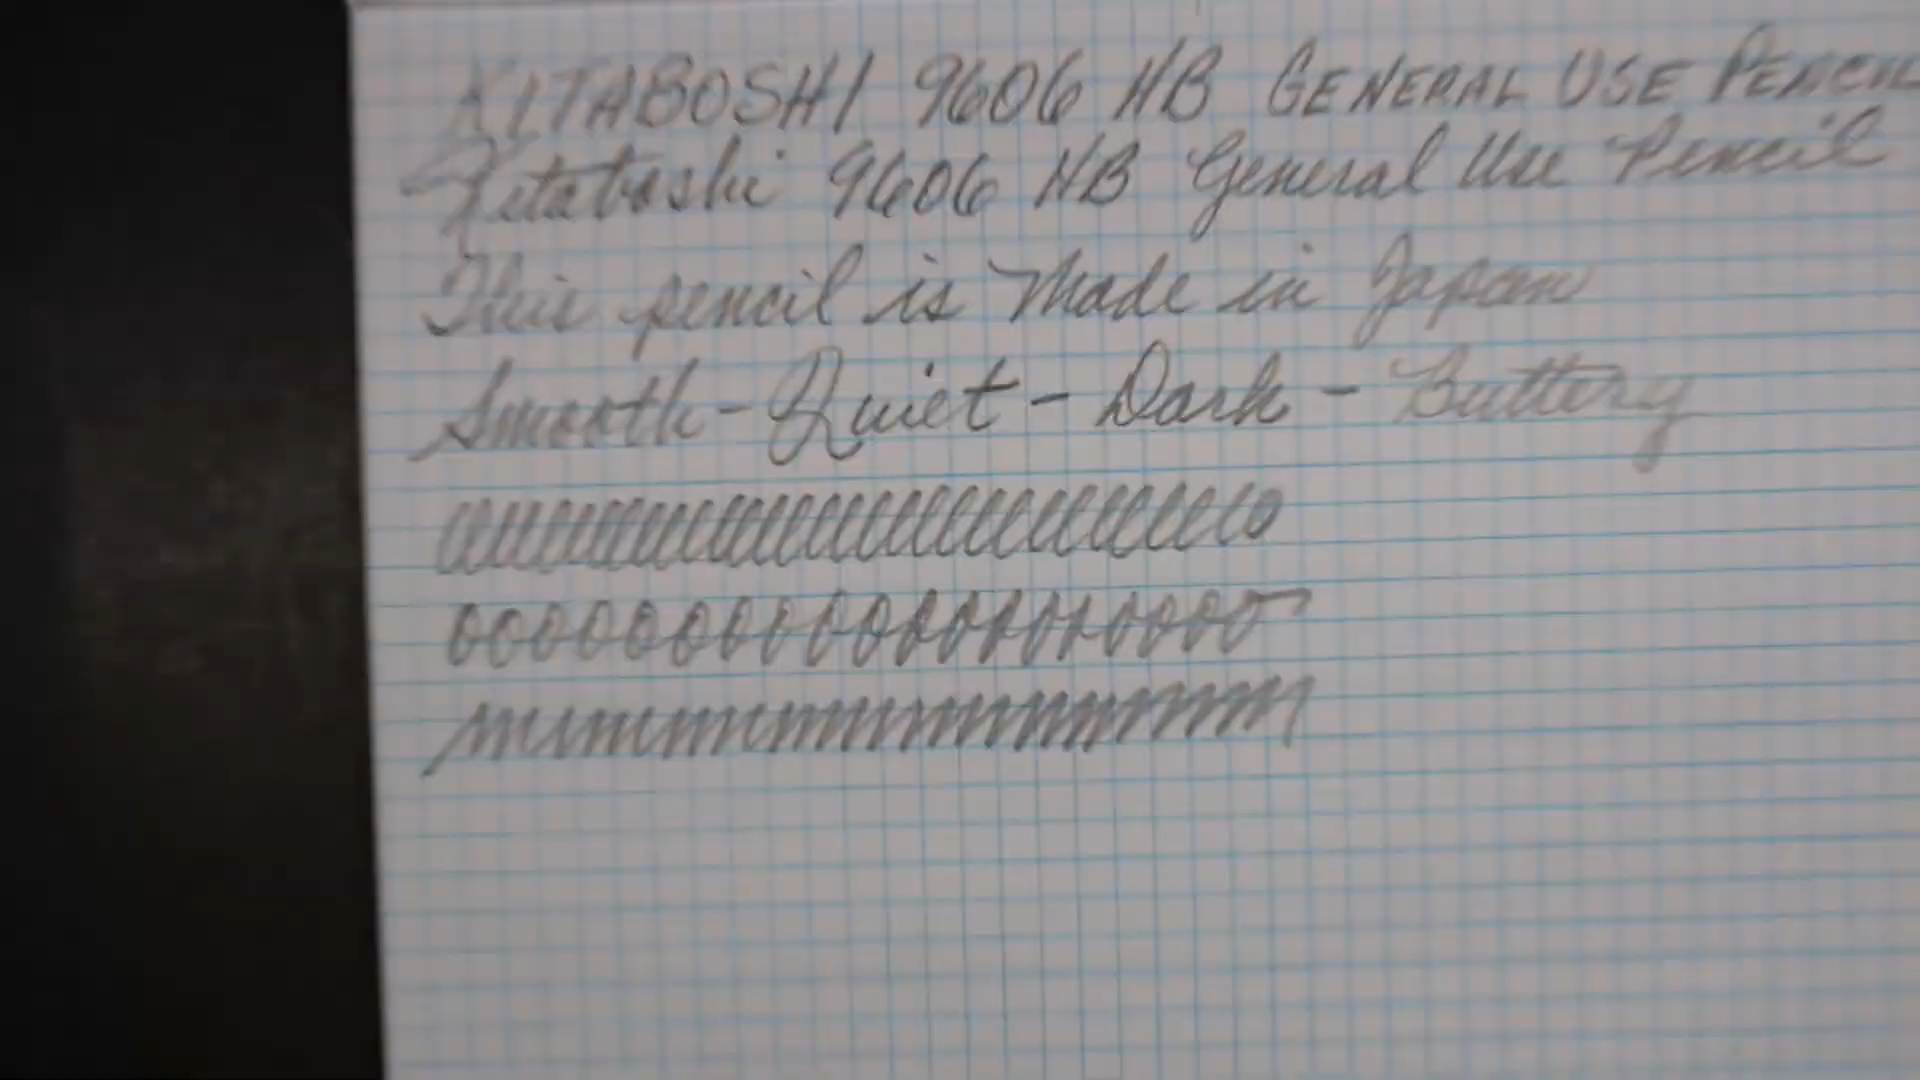 KITABOSHI 9606 HB GENERAL USE PENCIL
Kitaboshi 9606 HB General Use Pencil
This pencil is Made in Japan
Smooth - Quiet - Dark - Buttery